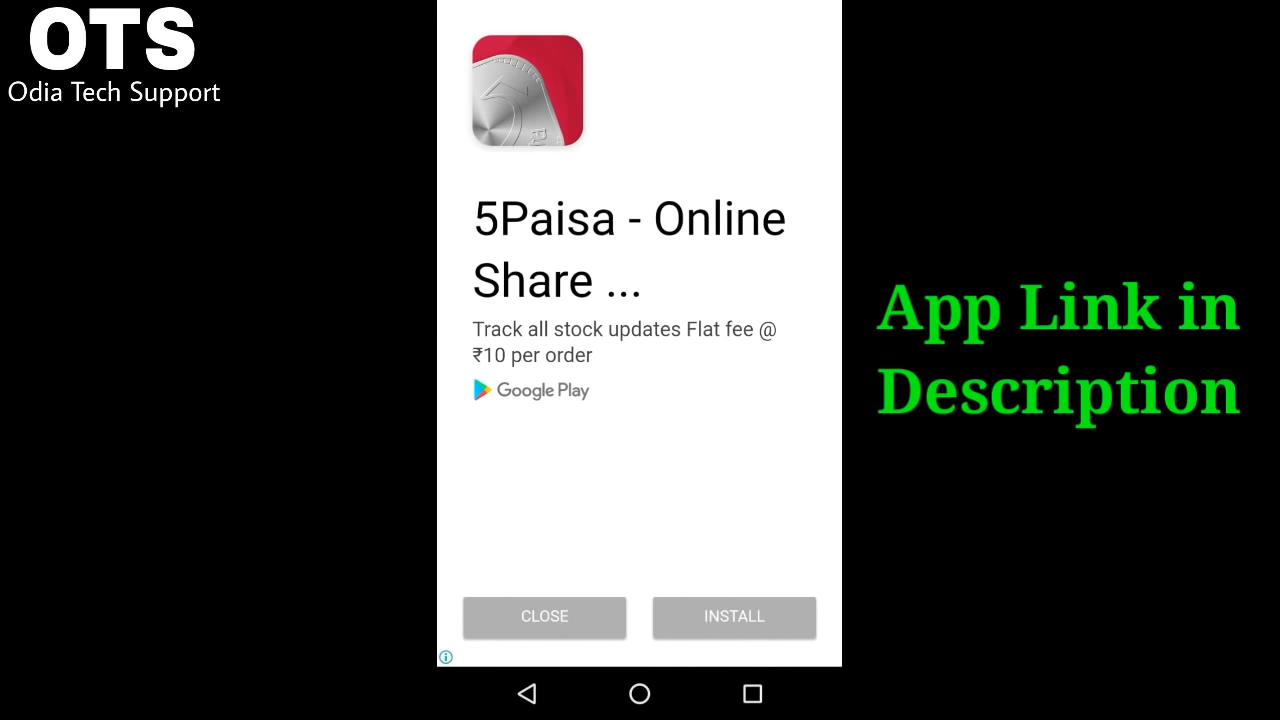 OTS
Odia Tech Support
5Paisa - Online
Share ...
Track all stock updates Flat fee @
₹10 per order
Google Play
CLOSE
INSTALL
App Link in
Description